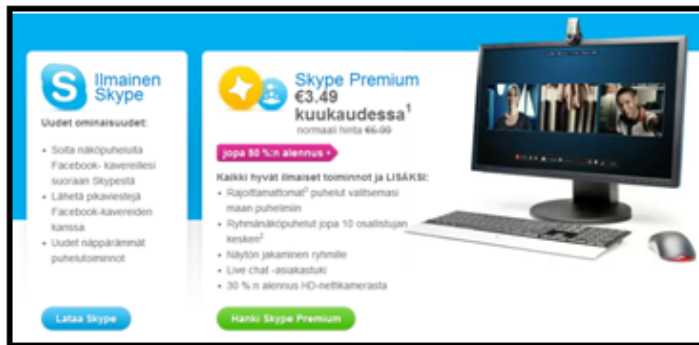 Ilmainen
Skype
Uudet ominaisuudet:
• Soita näköpuheluita
Facebook- kavereillesi
suoraan Skypestä
• Lähetä pikaviestejä
Facebook-kavereiden
kanssa
• Uudet näppärämmät
puhelutoiminnot
Lataa Skype
Skype Premium
€3.49
kuukaudessa¹
normaali hinta €6.99
jopa 50 %:n alennus
Kaikki hyvät ilmaiset toiminnot ja LISÄKSI:
• Rajoittamattomat⁵ puhelut valitsemasi
maan puhelimiin
• Ryhmänäköpuhelut jopa 10 osallistujan
kesken²
• Näytön jakaminen ryhmille
• Live chat -asiakastuki
• 30 %:n alennus HD-nettikamerasta
Hanki Skype Premium